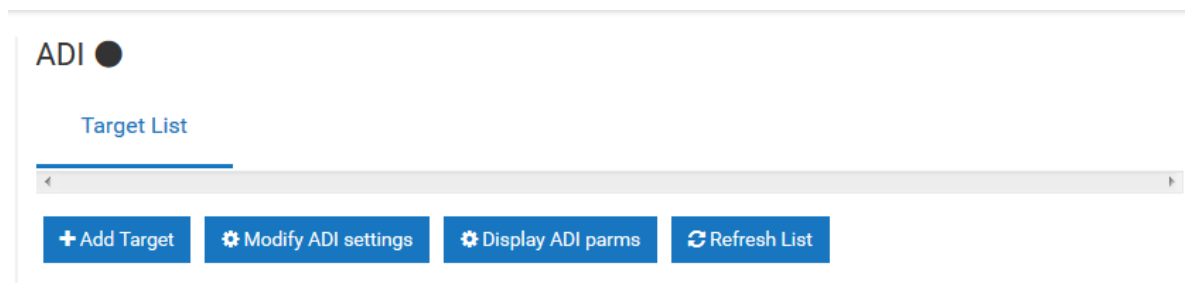 ADI
Target List
Add Target Modify ADI settings Display ADI parms Refresh List